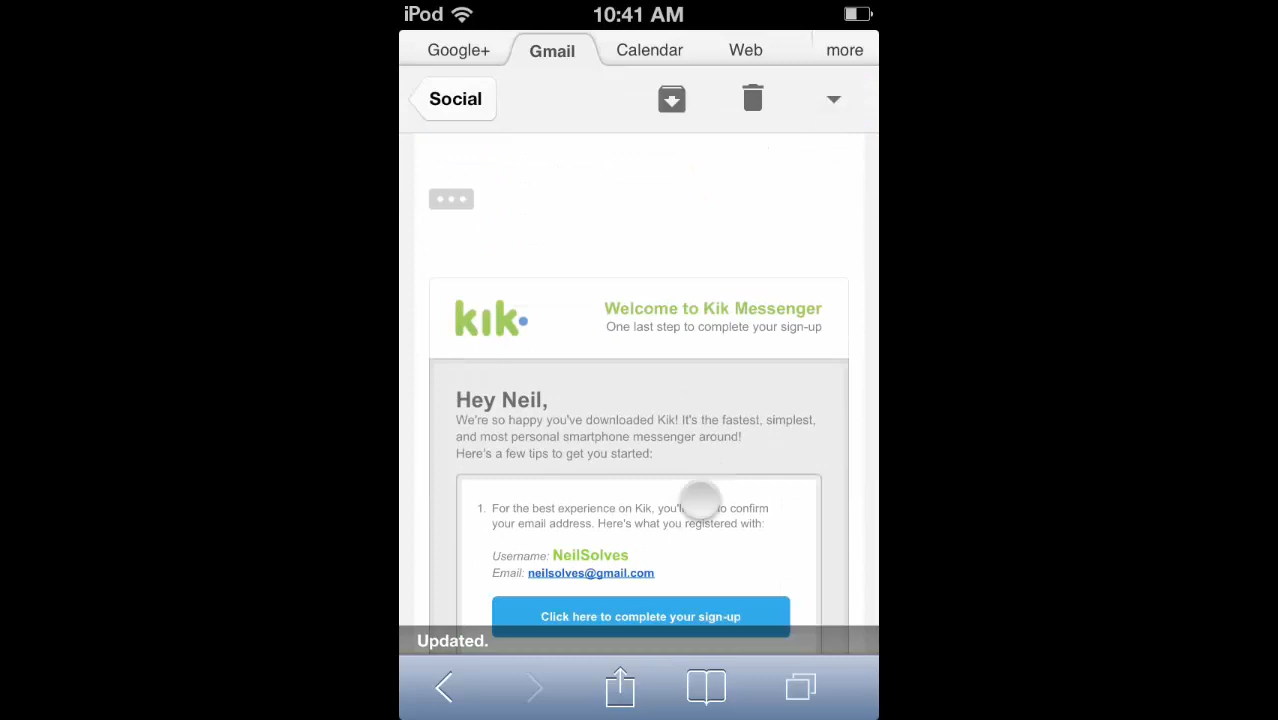 iPod 10:41 AM
Google+ Gmail Calendar Web more
Social
kik
Welcome to Kik Messenger
One last step to complete your sign-up
Hey Neil,
We're so happy you've downloaded Kik! It's the fastest, simplest,
and most personal smartphone messenger around!
Here's a few tips to get you started:
1. For the best experience on Kik, to confirm
your email address. Here's what you registered with:
Username: NeilSolves
Email: neilsolves@gmail.com
Click here to complete your sign-up
Updated.